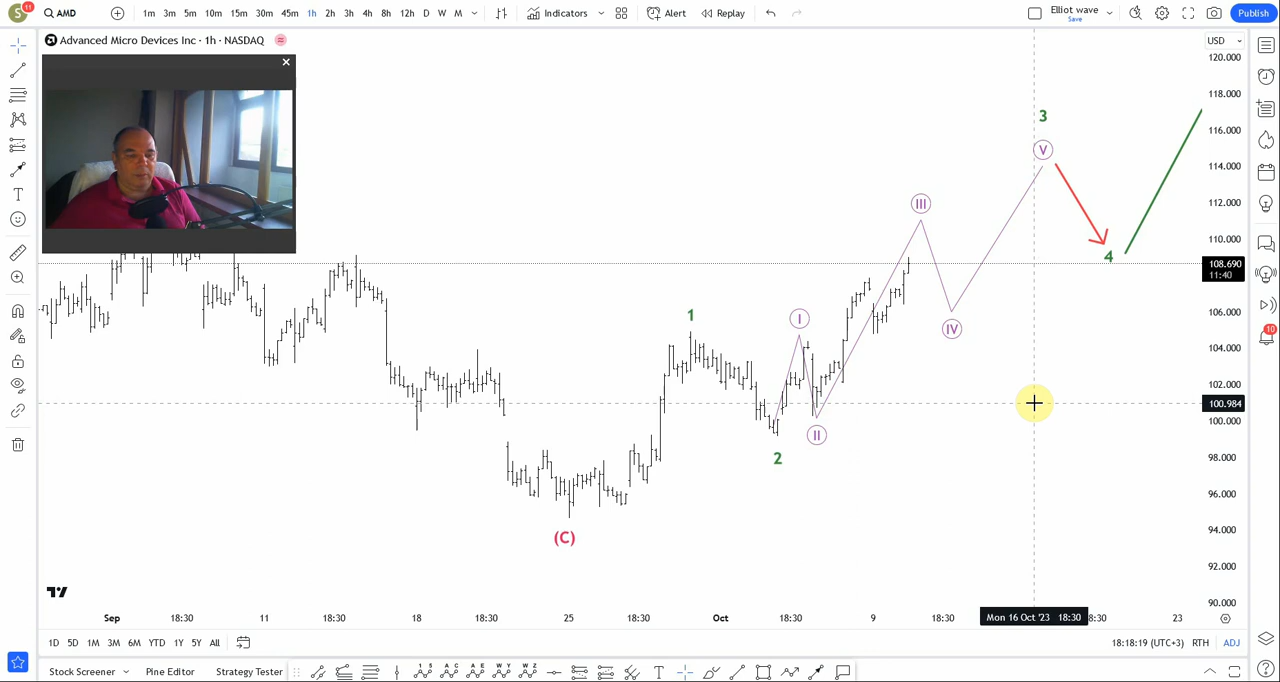 S 11 AMD 1m 3m 5m 10m 15m 30m 45m 1h 2h 3h 4h 8h 12h D W M Indicators Alert Replay Elliot wave Save Publish
Advanced Micro Devices Inc · 1h · NASDAQ
USD
120.000
118.000
116.000
114.000
112.000
110.000
108.690
11:40
106.000
104.000
102.000
100.984
100.000
98.000
96.000
94.000
92.000
90.000
3
V
III
4
1
I
IV
II
2
(C)
10
Sep 18:30 11 18:30 18 18:30 25 18:30 Oct 18:30 9 18:30 Mon 16 Oct '23 18:30 8:30 23
1D 5D 1M 3M 6M YTD 1Y 5Y All 18:18:19 (UTC+3) RTH ADJ
Stock Screener Pine Editor Strategy Tester